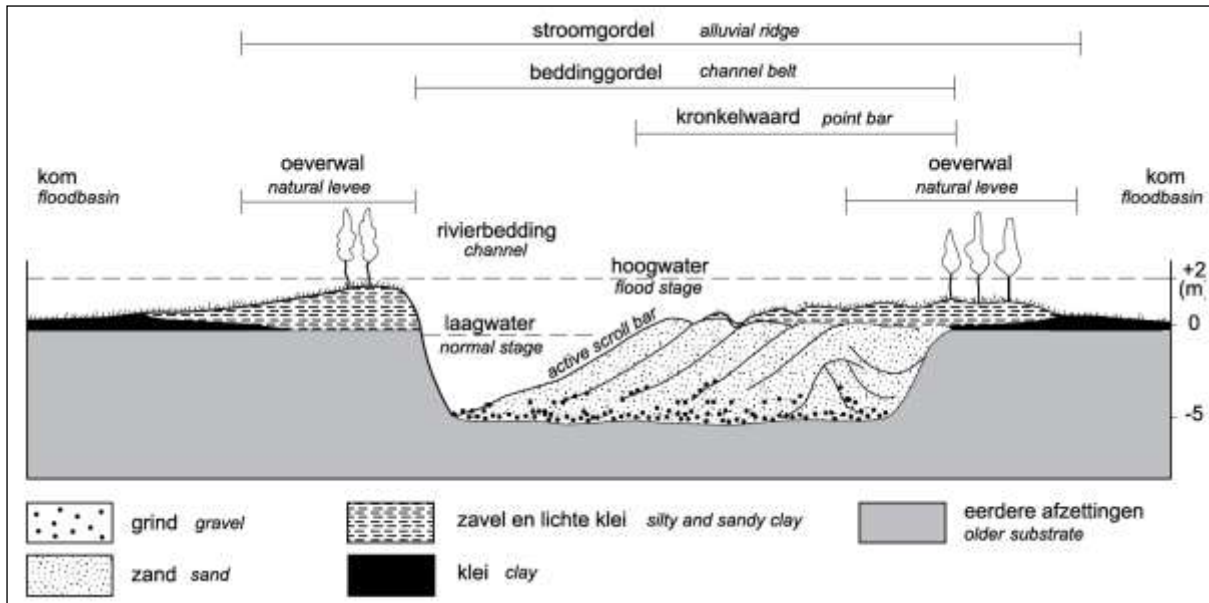 stroomgordel alluvial ridge
beddinggordel channel belt
kronkelwaard point bar
oeverwal
natural levee
oeverwal
natural levee
kom
floodbasin
kom
floodbasin
rivierbedding
channel
hoogwater
flood stage
+2
(m
laagwater
normal stage
0
active scroll bar
-5
grind gravel
zavel en lichte klei silty and sandy clay
eerdere afzettingen
older substrate
zand sand
klei clay